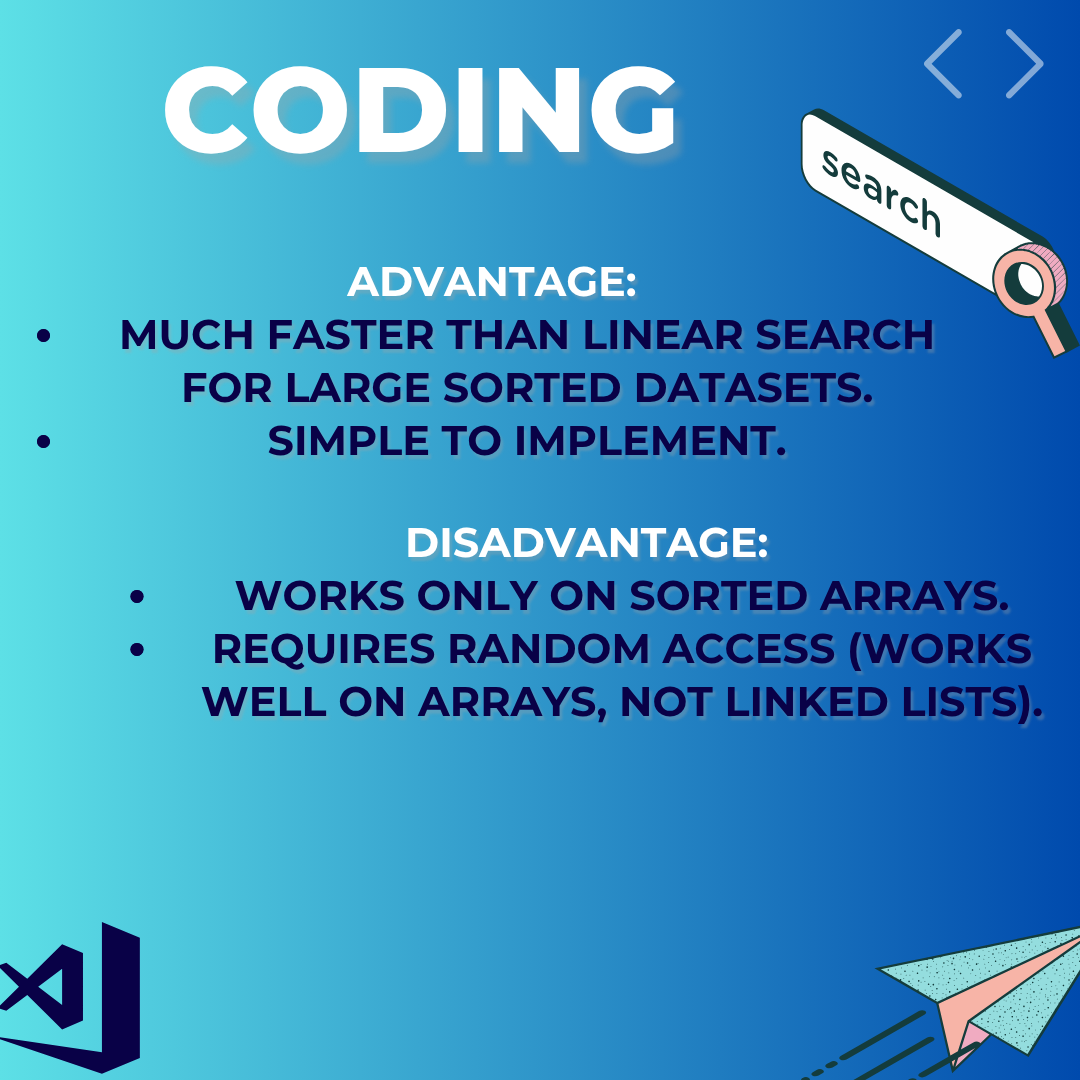 CODING
search
ADVANTAGE:
• MUCH FASTER THAN LINEAR SEARCH
FOR LARGE SORTED DATASETS.
• SIMPLE TO IMPLEMENT.
DISADVANTAGE:
• WORKS ONLY ON SORTED ARRAYS.
• REQUIRES RANDOM ACCESS (WORKS
WELL ON ARRAYS, NOT LINKED LISTS).